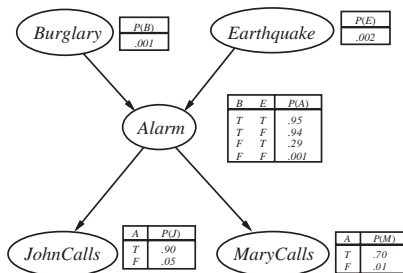 Burglary
P(B)
.001
Earthquake
P(E)
.002
Alarm
B E P(A)
T T .95
T F .94
F T .29
F F .001
JohnCalls
A P(J)
T .90
F .05
MaryCalls
A P(M)
T .70
F .01